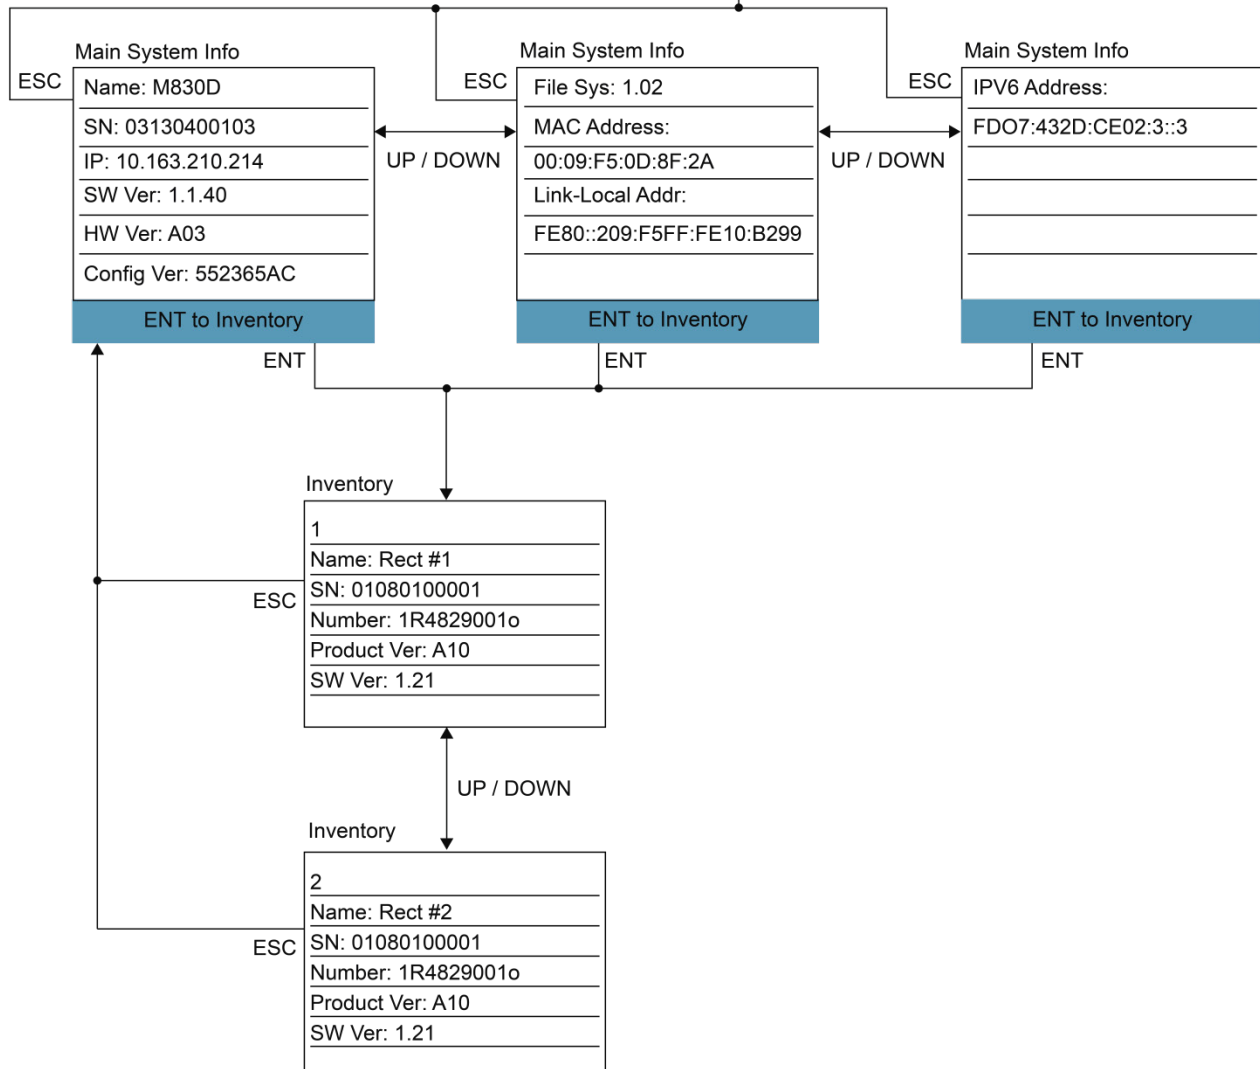 Main System Info
ESC
Name: M830D
SN: 03130400103
IP: 10.163.210.214
SW Ver: 1.1.40
HW Ver: A03
Config Ver: 552365AC
ENT to Inventory
ENT
UP / DOWN
Main System Info
ESC
File Sys: 1.02
MAC Address:
00:09:F5:0D:8F:2A
Link-Local Addr:
FE80::209:F5FF:FE10:B299
ENT to Inventory
ENT
UP / DOWN
Main System Info
ESC
IPV6 Address:
FDO7:432D:CE02:3::3
ENT to Inventory
ENT
Inventory
1
Name: Rect #1
SN: 01080100001
Number: 1R4829001o
Product Ver: A10
SW Ver: 1.21
ESC
UP / DOWN
Inventory
2
Name: Rect #2
SN: 01080100001
Number: 1R4829001o
Product Ver: A10
SW Ver: 1.21
ESC